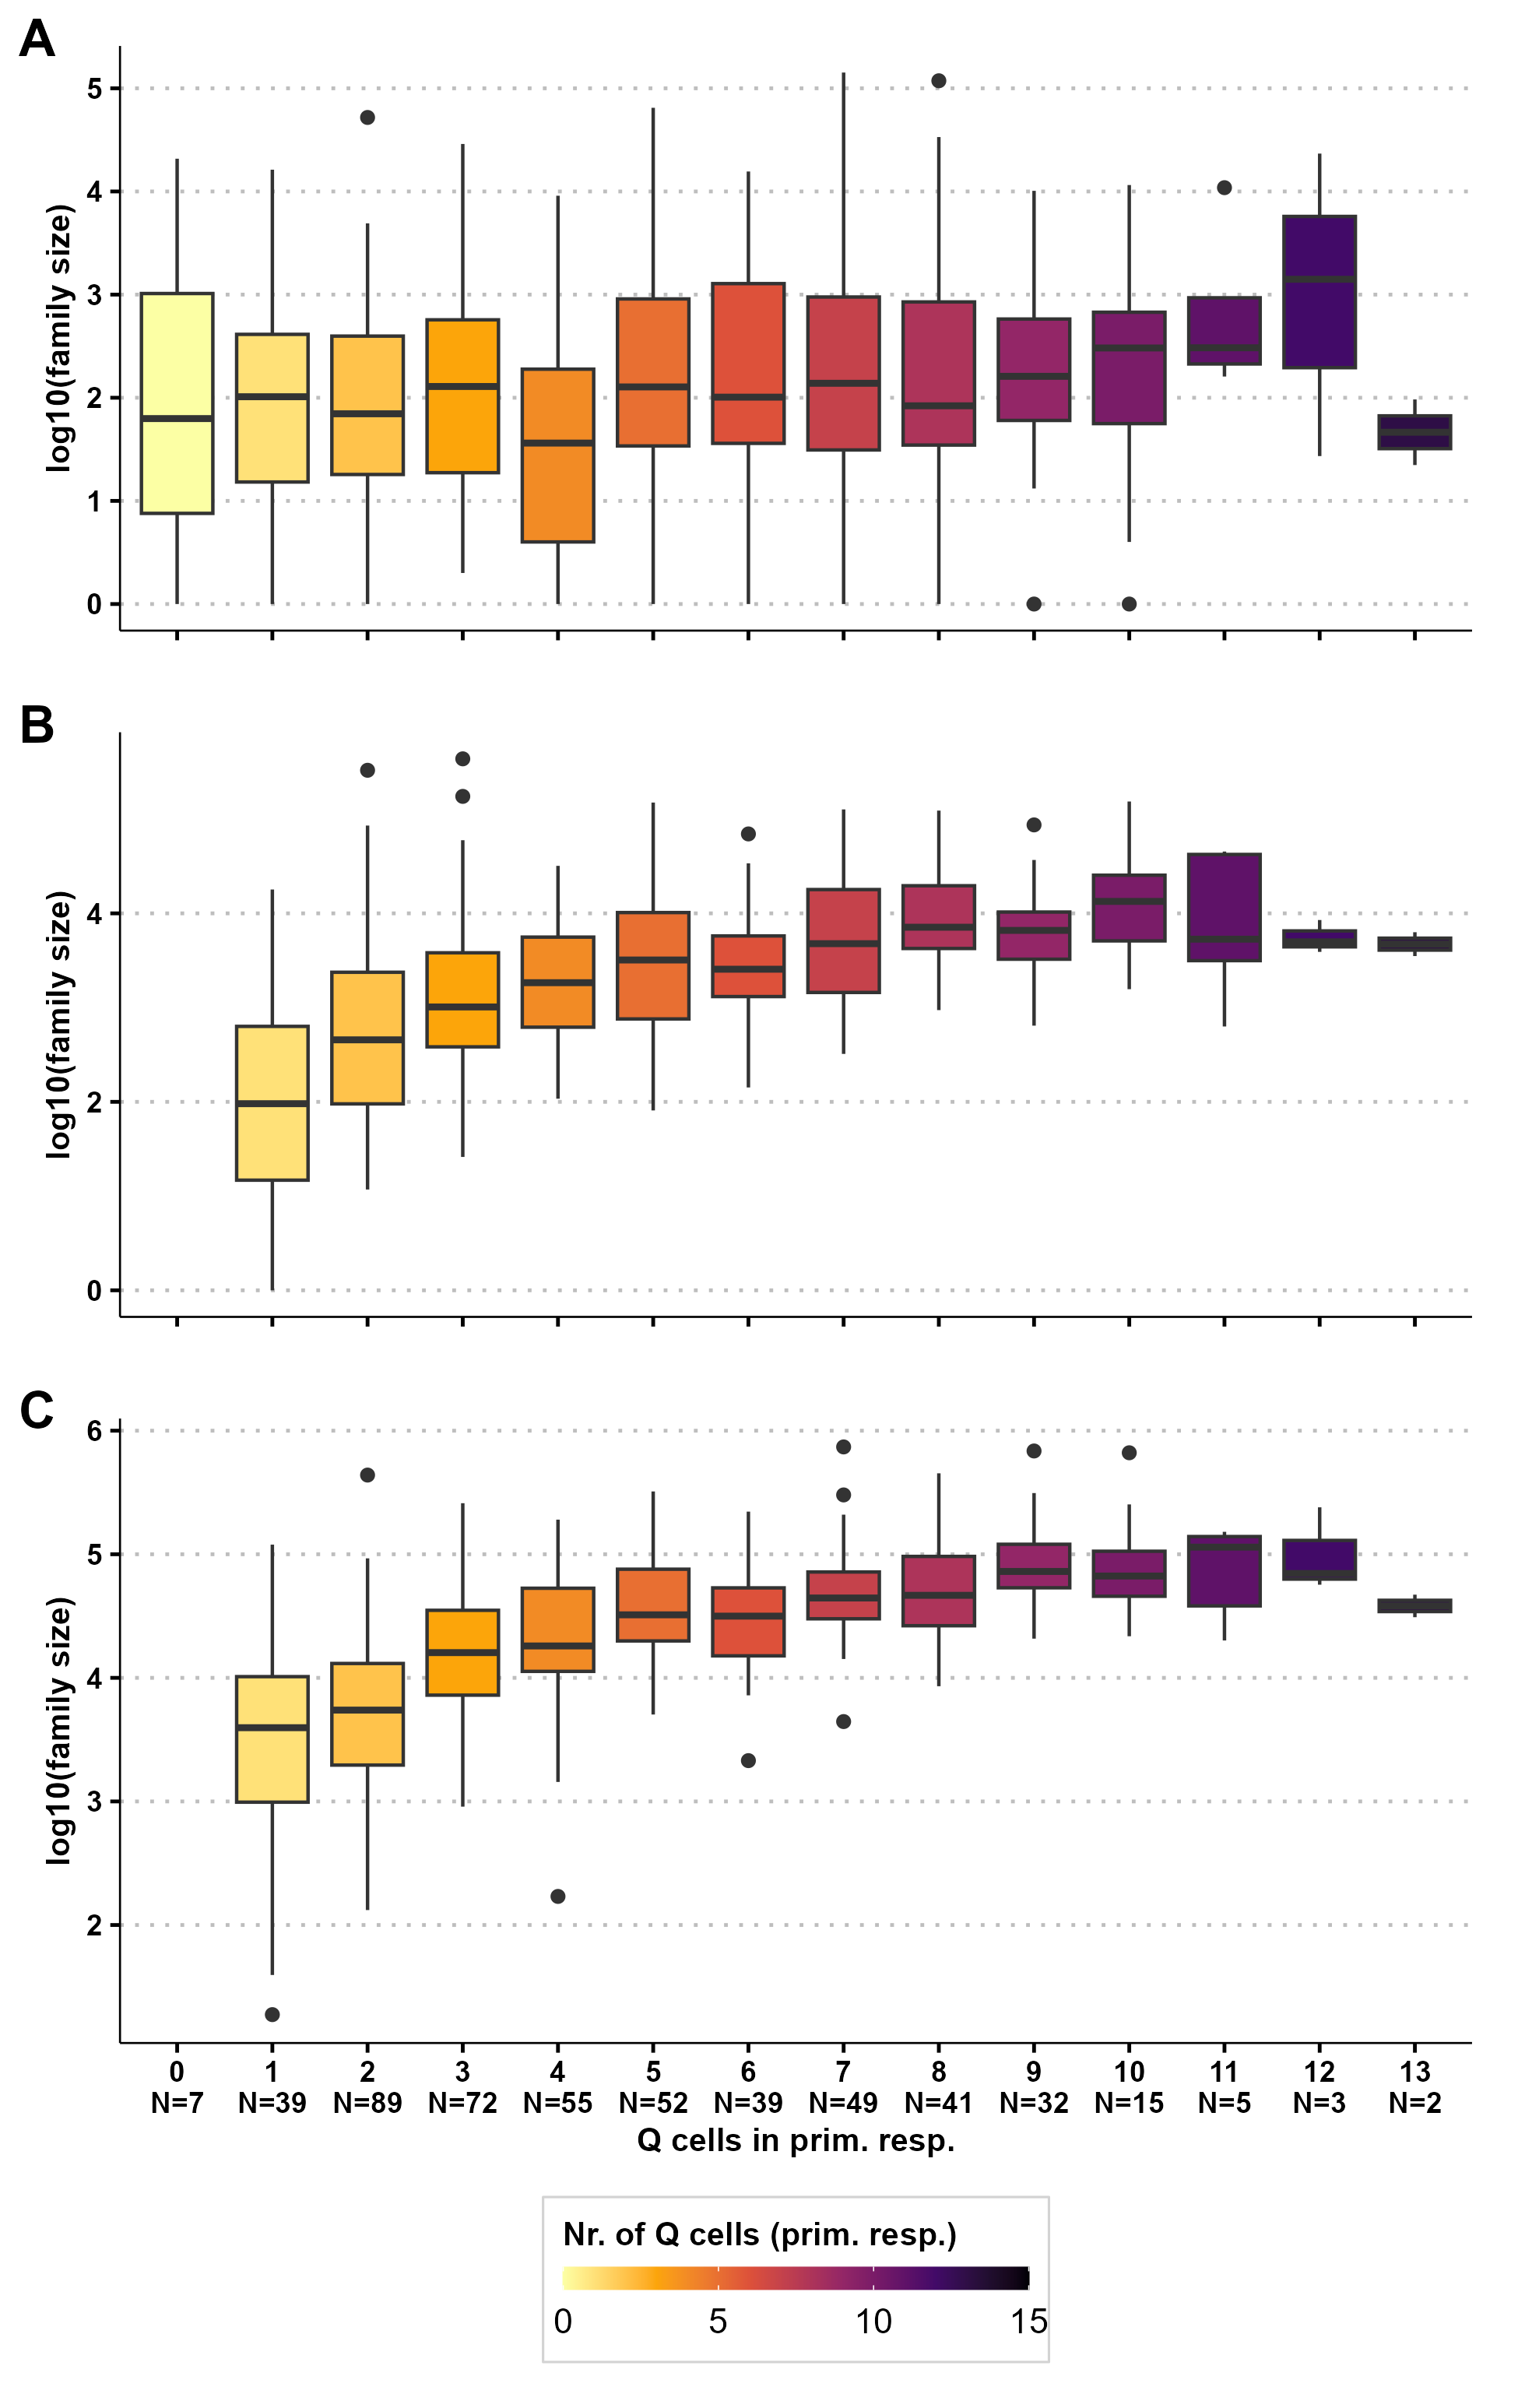 A
5
4
3
2
1
0
log10(family size)
B
4
2
0
log10(family size)
C
6
5
4
3
2
log10(family size)
0 1 2 3 4 5 6 7 8 9 10 11 12 13
N=7 N=39 N=89 N=72 N=55 N=52 N=39 N=49 N=41 N=32 N=15 N=5 N=3 N=2
Q cells in prim. resp.
Nr. of Q cells (prim. resp.)
0 5 10 15